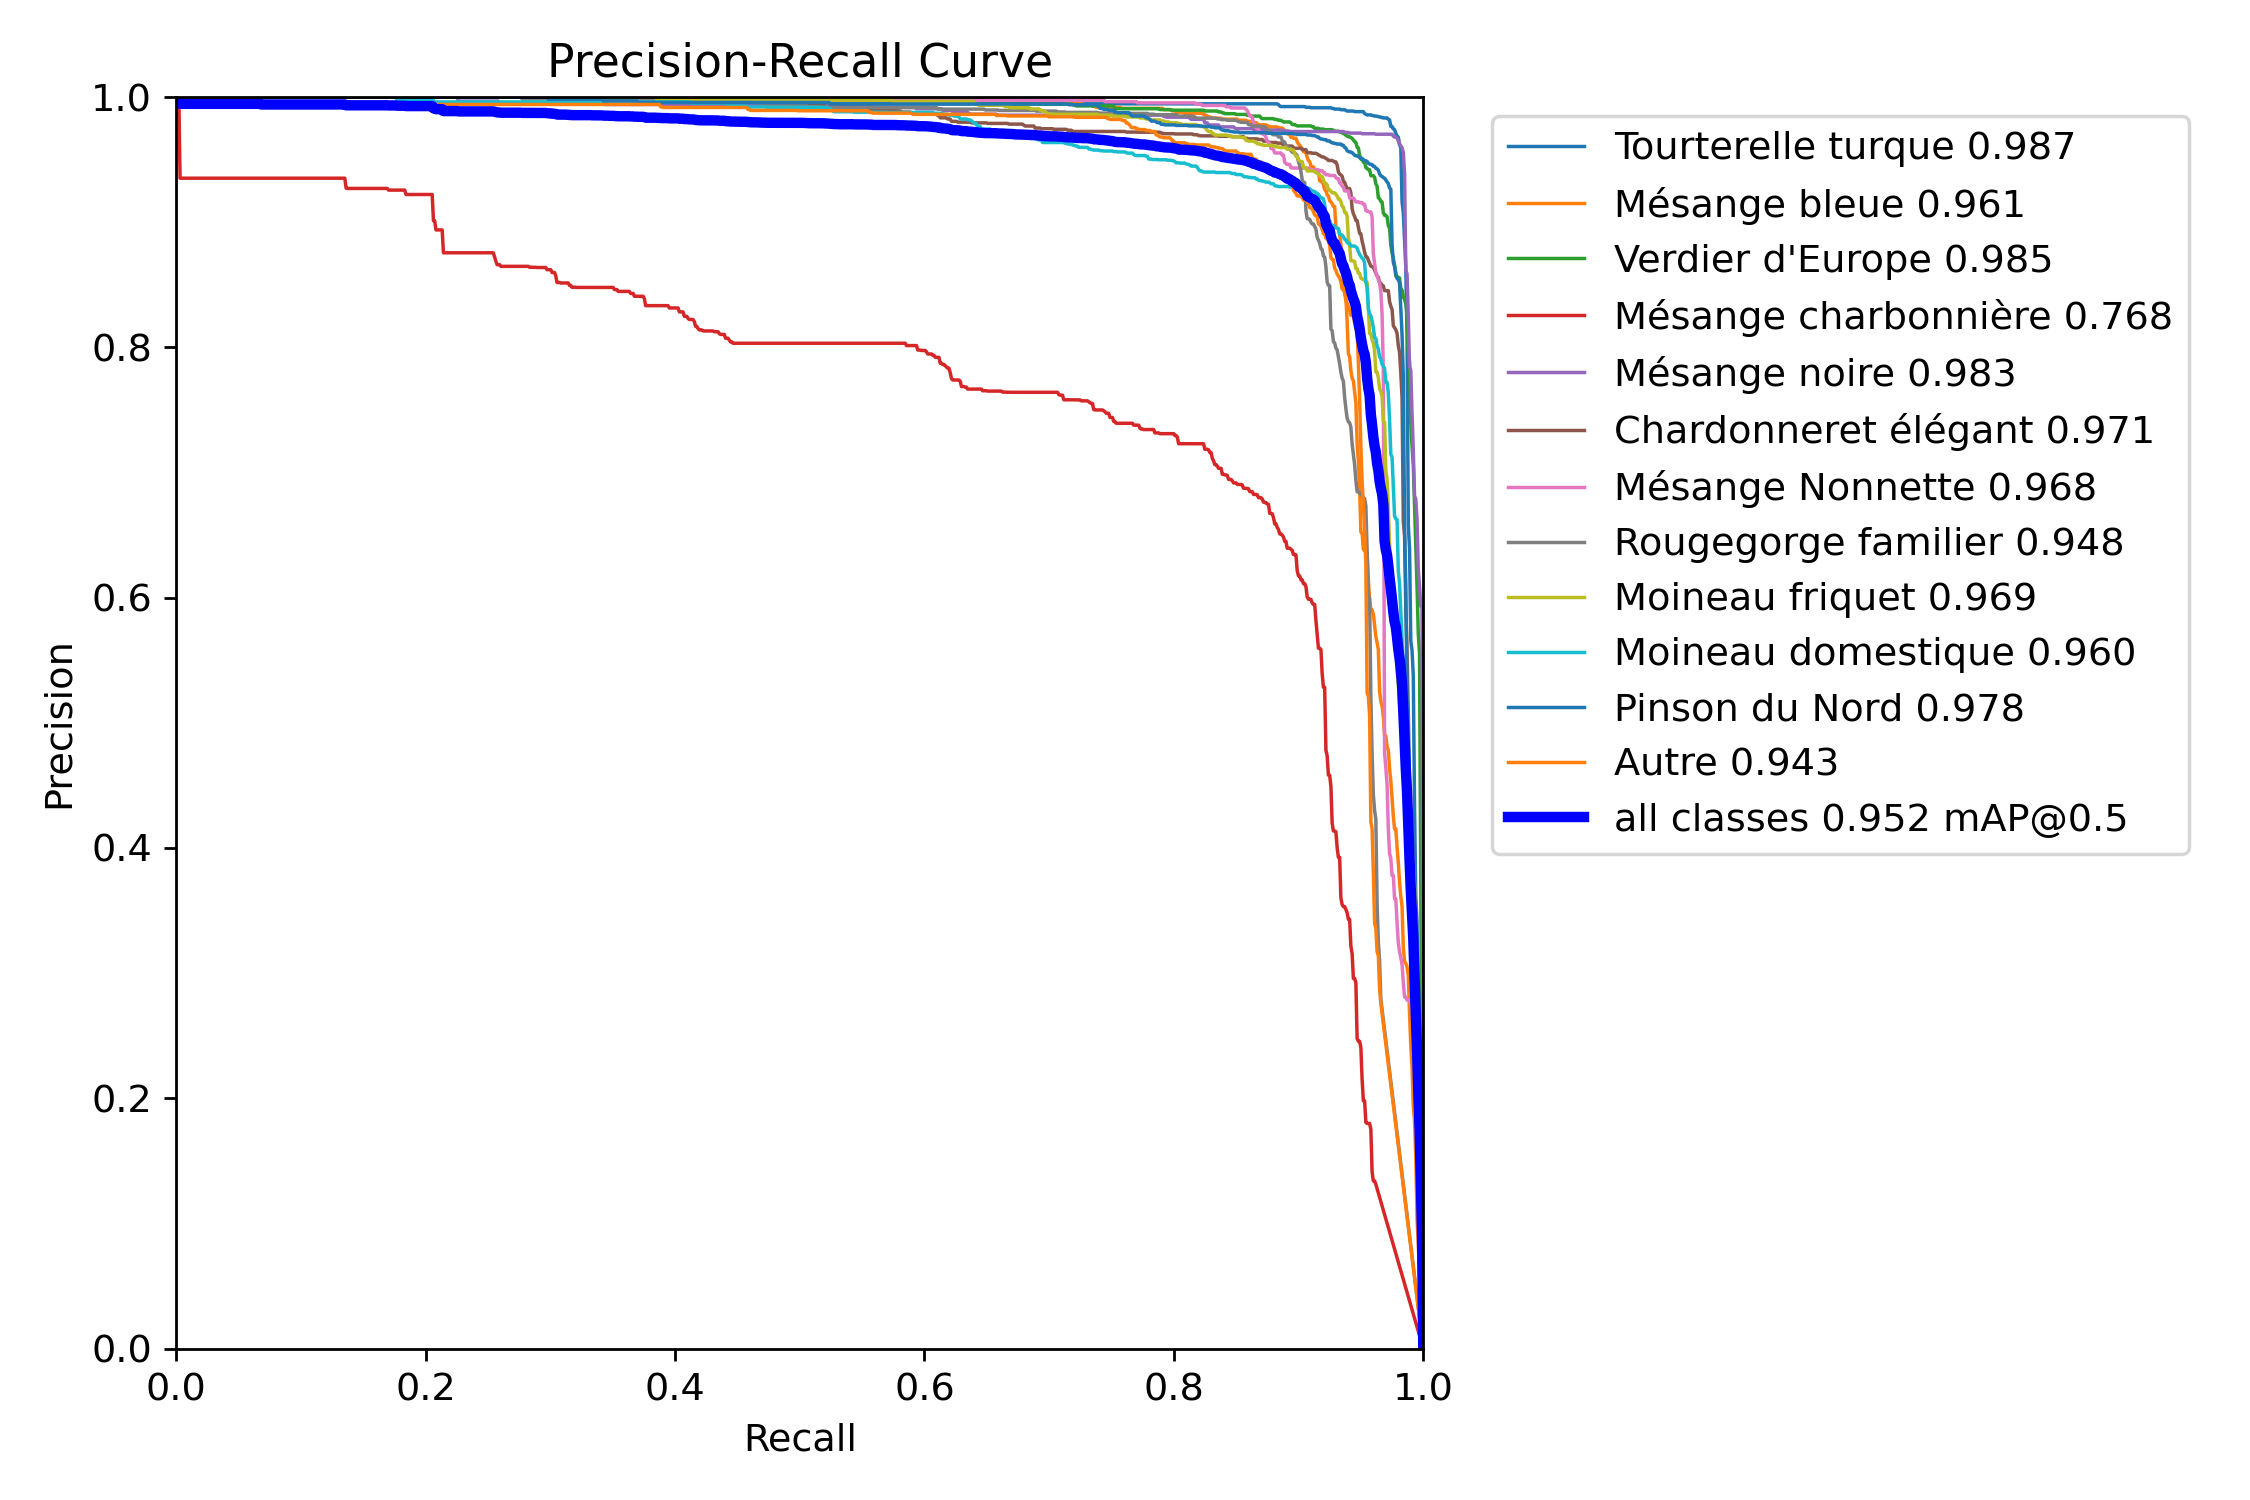 Precision-Recall Curve
1.0
0.8
0.6
0.4
0.2
0.0
0.0 0.2 0.4 0.6 0.8 1.0
Precision
Recall
Tourterelle turque 0.987
Mésange bleue 0.961
Verdier d'Europe 0.985
Mésange charbonnière 0.768
Mésange noire 0.983
Chardonneret élégant 0.971
Mésange Nonnette 0.968
Rougegorge familier 0.948
Moineau friquet 0.969
Moineau domestique 0.960
Pinson du Nord 0.978
Autre 0.943
all classes 0.952 mAP@0.5